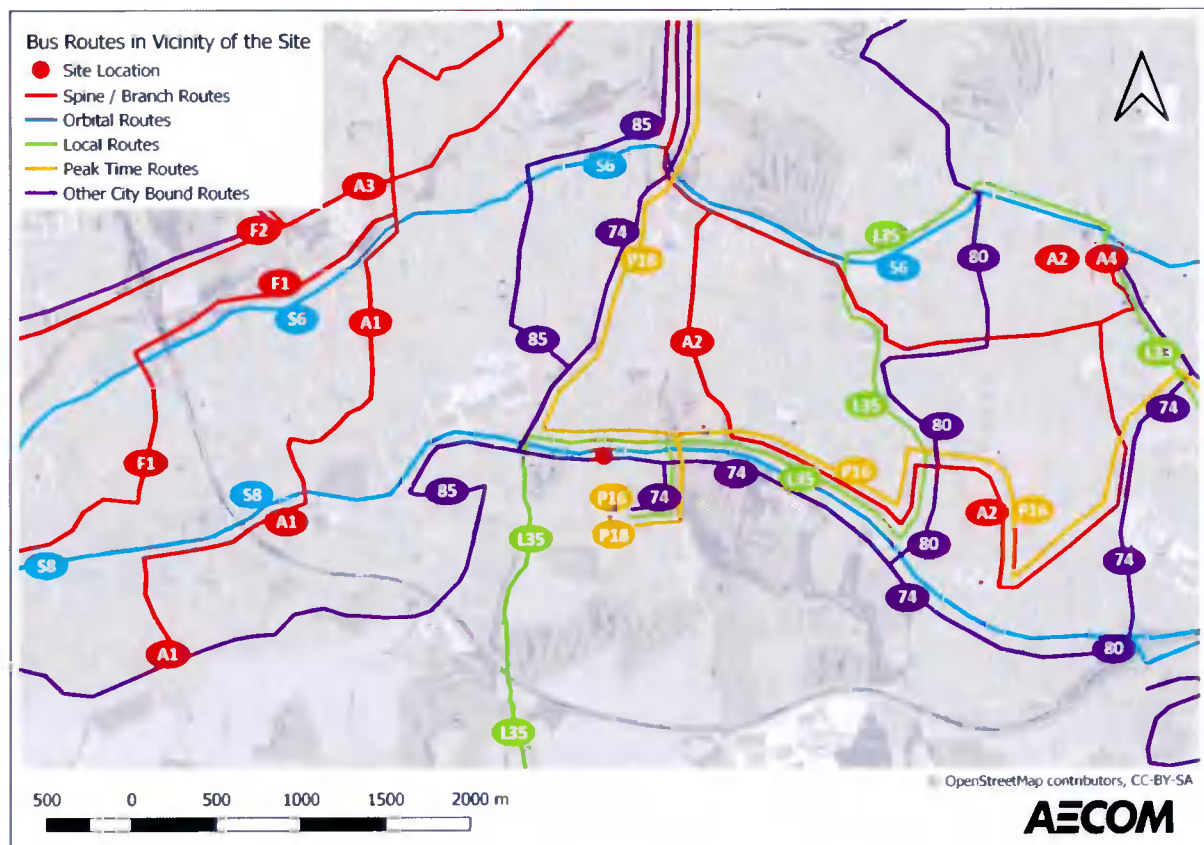 Bus Routes in Vicinity of the Site
Site Location
Spine / Branch Routes
Orbital Routes
Local Routes
Peak Time Routes
Other City Bound Routes
85
S6
A3
F2
74
L35
P16
S6
80
A2
A4
F1
S6
A1
85
A2
L33
L35
74
80
F1
P16
74
L35
S8
85
P16
74
A2
P16
A1
L35
P18
80
S8
74
74
A1
80
L35
OpenStreetMap contributors, CC-BY-SA
500 0 500 1000 1500 2000 m
AECOM